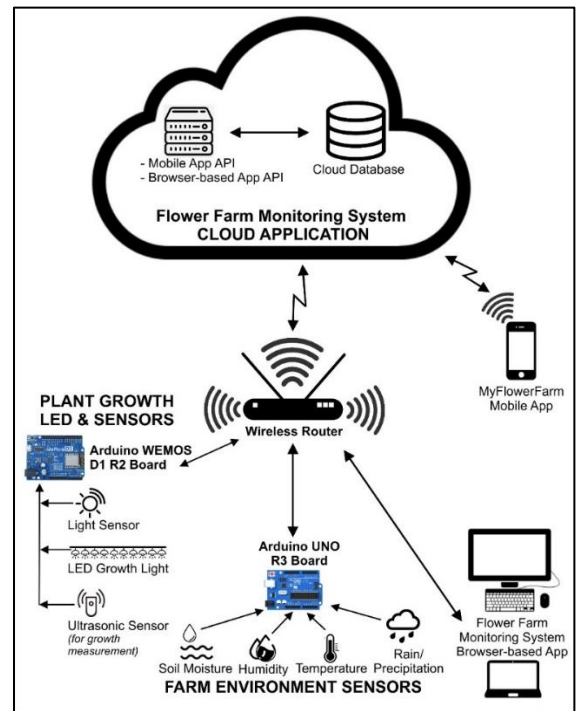 - Mobile App API
- Browser-based App API
Cloud Database
Flower Farm Monitoring System
CLOUD APPLICATION
MyFlowerFarm
Mobile App
PLANT GROWTH
LED & SENSORS
Wireless Router
Arduino WEMOS
D1 R2 Board
Light Sensor
LED Growth Light
Ultrasonic Sensor
(for growth
measurement)
Arduino UNO
R3 Board
Soil Moisture
Humidity
Temperature
Rain/
Precipitation
FARM ENVIRONMENT SENSORS
Flower Farm
Monitoring System
Browser-based App